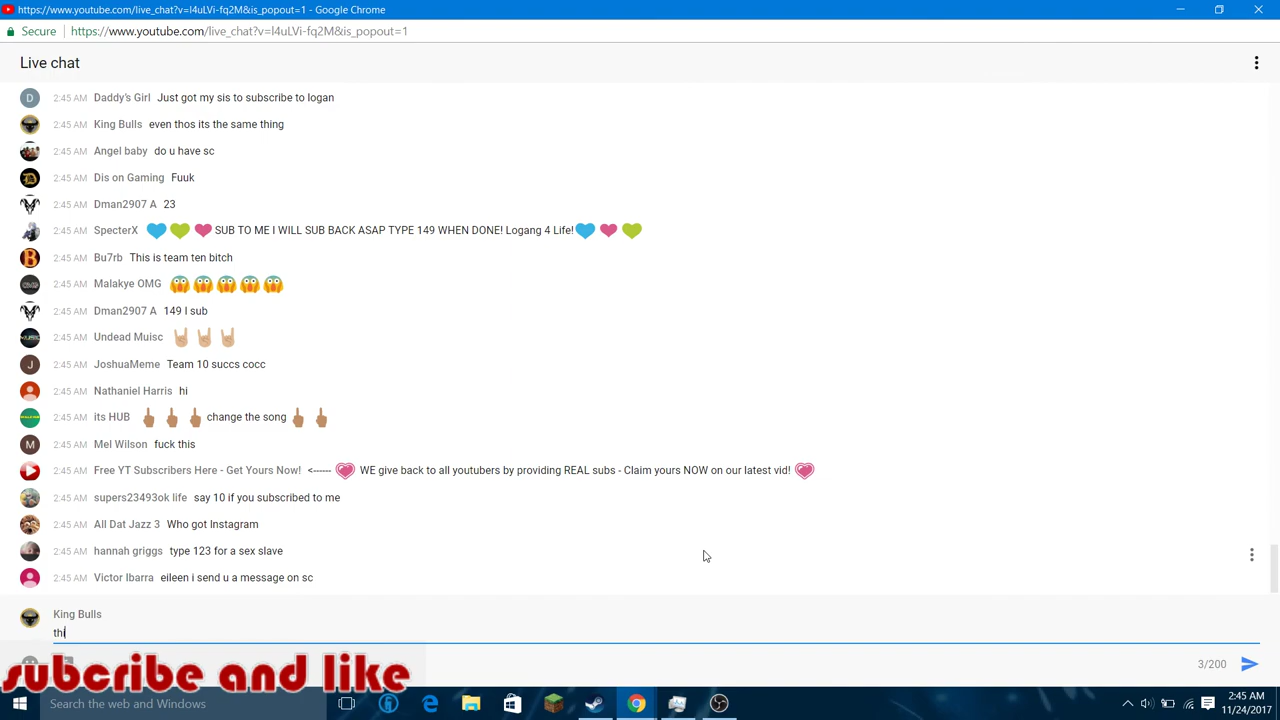 https://www.youtube.com/live_chat?v=l4uLVi-fq2M&is_popout=1 - Google Chrome
Secure https://www.youtube.com/live_chat?v=l4uLVi-fq2M&is_popout=1
Live chat
D 2:45 AM Daddy's Girl Just got my sis to subscribe to logan
2:45 AM King Bulls even thos its the same thing
2:45 AM Angel baby do u have sc
2:45 AM Dis on Gaming Fuuk
2:45 AM Dman2907 A 23
2:45 AM SpecterX SUB TO ME I WILL SUB BACK ASAP TYPE 149 WHEN DONE! Logang 4 Life!
2:45 AM Bu7rb This is team ten bitch
2:45 AM Malakye OMG
2:45 AM Dman2907 A 149 I sub
2:45 AM Undead Muisc
J 2:45 AM JoshuaMeme Team 10 succs cocc
2:45 AM Nathaniel Harris hi
2:45 AM its HUB change the song
M 2:45 AM Mel Wilson fuck this
2:45 AM Free YT Subscribers Here - Get Yours Now! <------ WE give back to all youtubers by providing REAL subs - Claim yours NOW on our latest vid!
2:45 AM supers23493ok life say 10 if you subscribed to me
2:45 AM All Dat Jazz 3 Who got Instagram
2:45 AM hannah griggs type 123 for a sex slave
2:45 AM Victor Ibarra eileen i send u a message on sc
King Bulls
thi
3/200
subcribe and like
Search the web and Windows
2:45 AM
11/24/2017